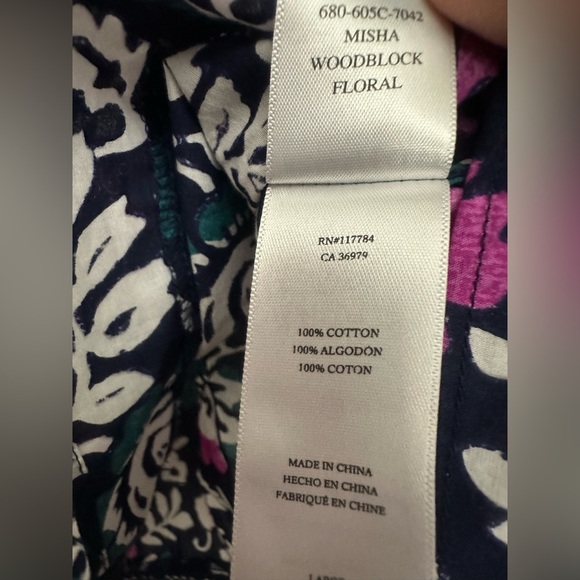 680-605C-7042
MISHA
WOODBLOCK
FLORAL
RN#117784
CA 36979
100% COTTON
100% ALGODÓN
100% COTON
MADE IN CHINA
HECHO EN CHINA
FABRIQUÉ EN CHINE